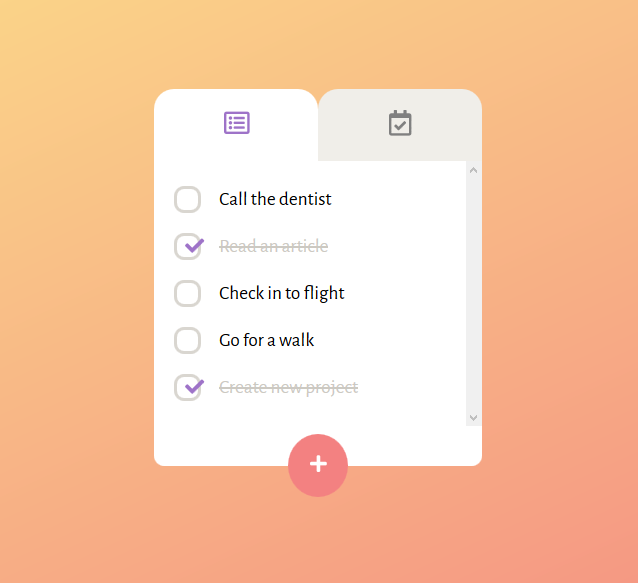 Call the dentist
Read an article
Check in to flight
Go for a walk
Create new project